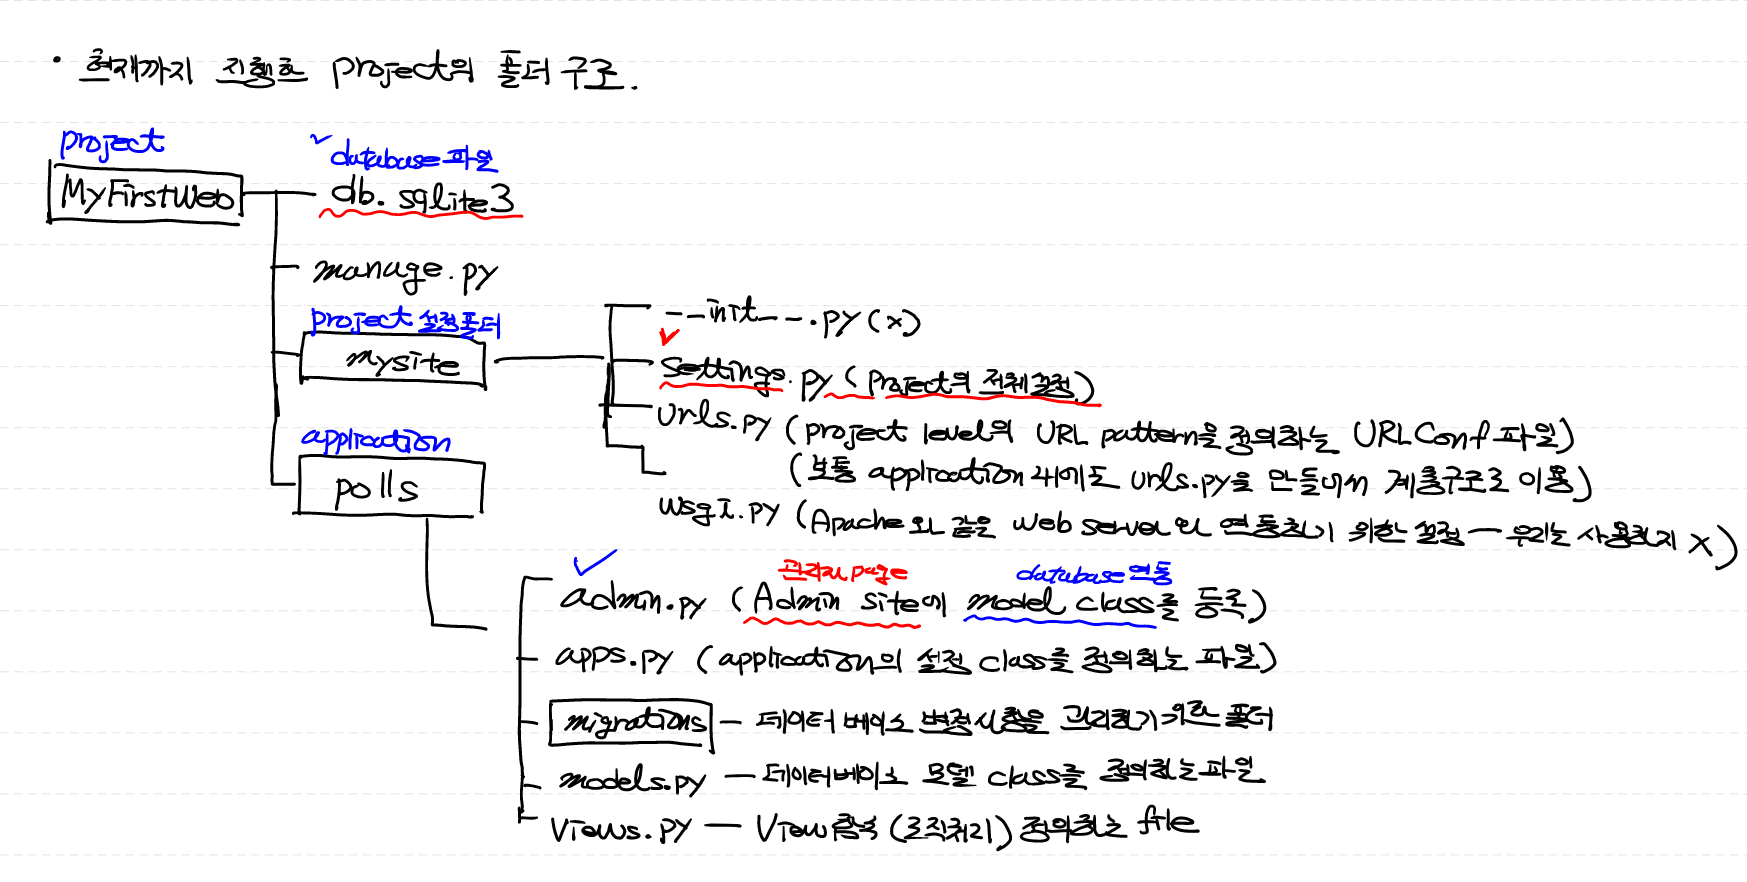 · 현재까지 진행한 project의 폴더 구조.
project
MyFirstWeb
✓ database 파일
db.sqlite3
manage.py
project 설정폴더
mysite
__init__.py (x)
✓
settings.py (project의 전체설정)
urls.py (project level의 URL pattern을 정의하는 URLConf 파일)
(보통 application 내에도 urls.py을 만들어서 계층구조로 이용)
wsgi.py (Apache와 같은 web server와 연동하기 위한 설정 - 우리는 사용하지 X)
application
polls
✓
관리자 page
database 연동
admin.py (Admin site에 model class를 등록)
apps.py (application의 설정 class를 정의하는 파일)
migrations - 데이터 베이스 변경사항을 관리하기 위한 폴더
models.py - 데이터베이스 모델 class를 정의하는 파일
views.py - View 함수 (로직처리) 정의하는 file